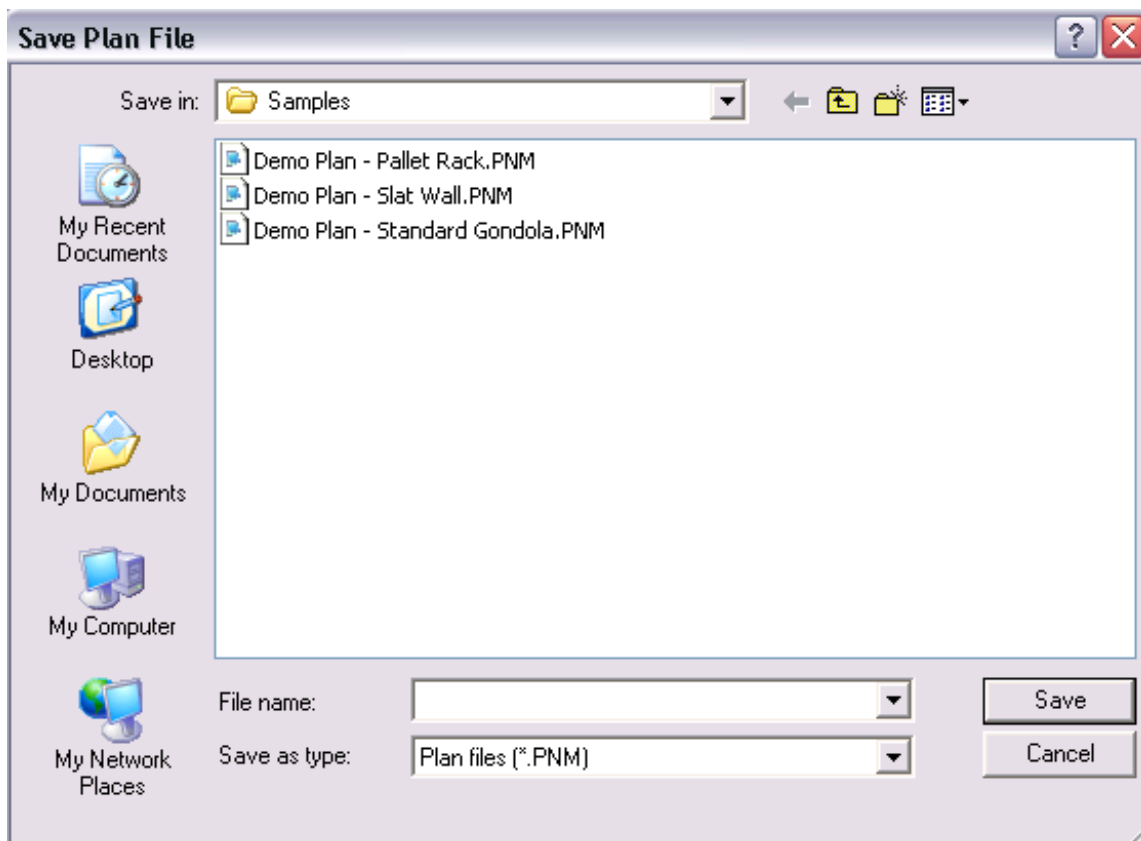 Save Plan File
Save in: Samples
Demo Plan - Pallet Rack.PNM
Demo Plan - Slat Wall.PNM
Demo Plan - Standard Gondola.PNM
My Recent
Documents
Desktop
My Documents
My Computer
My Network
Places
File name:
Save
Save as type: Plan files (*.PNM)
Cancel